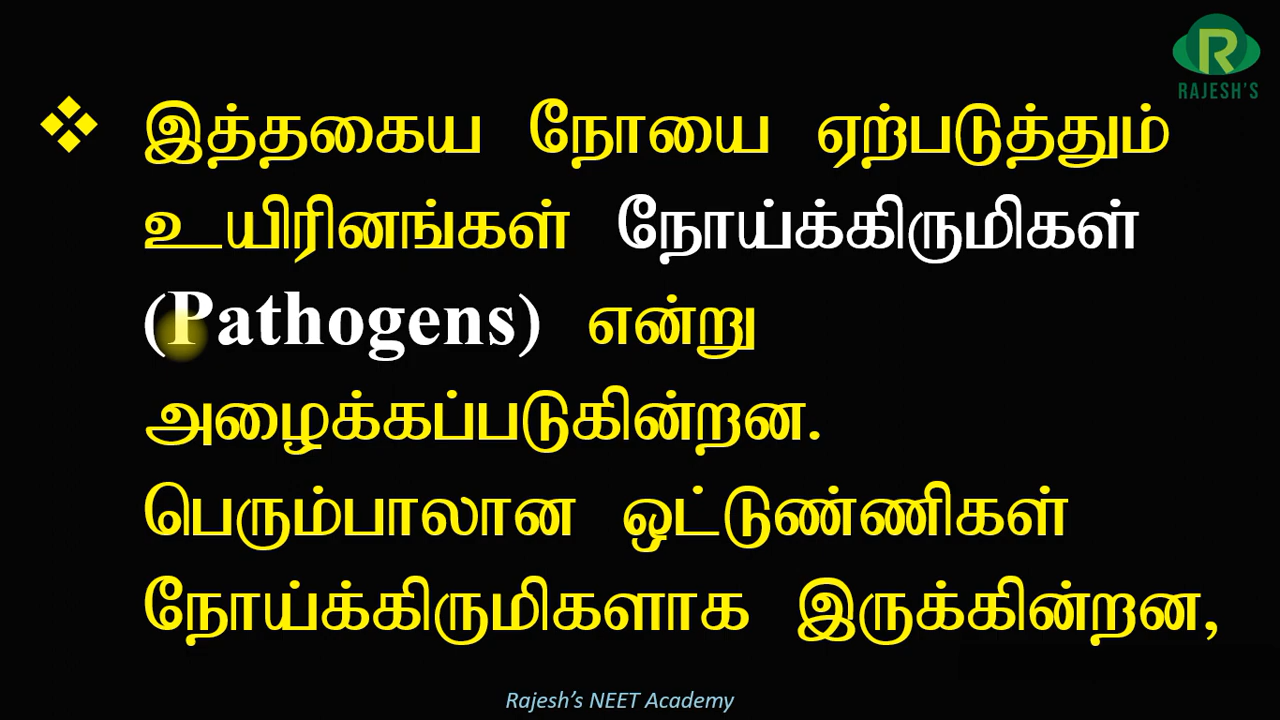 R
RAJESH'S
❖ இத்தகைய நோயை ஏற்படுத்தும்
உயிரினங்கள் நோய்க்கிருமிகள்
(Pathogens) என்று
அழைக்கப்படுகின்றன.
பெரும்பாலான ஒட்டுண்ணிகள்
நோய்க்கிருமிகளாக இருக்கின்றன,
Rajesh's NEET Academy